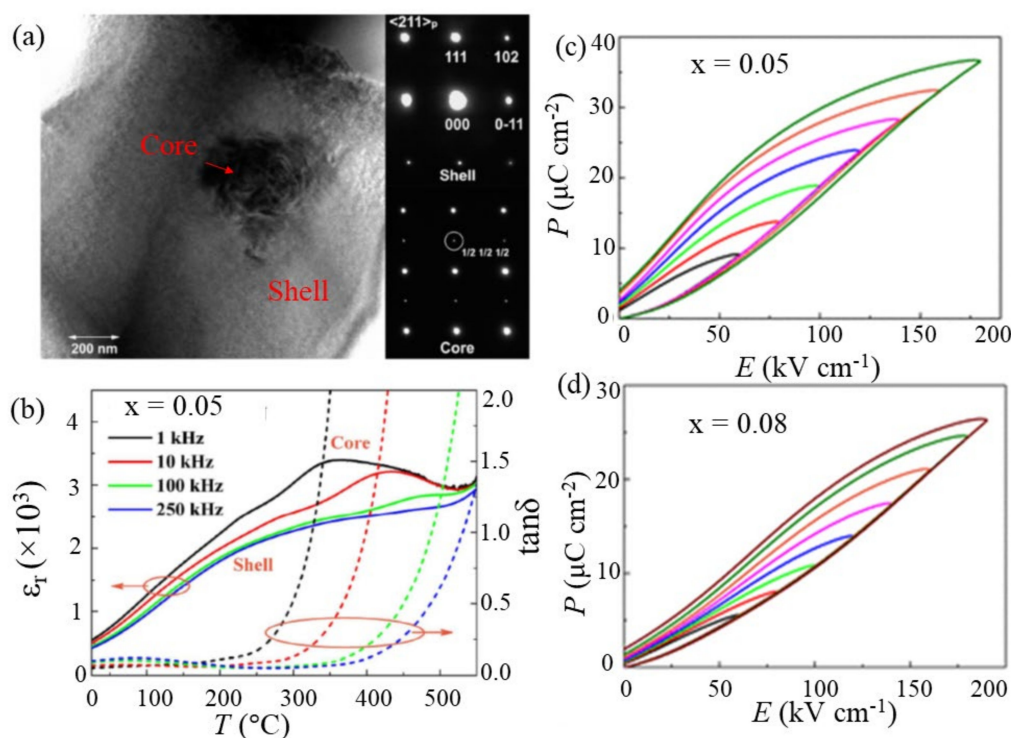 (a)
Core
Shell
200 nm
<211>p
111 102
000 0-11
Shell
1/2 1/2 1/2
Core
(b)
x = 0.05
1 kHz
10 kHz
100 kHz
250 kHz
Core
Shell
εr (×10³)
4
3
2
1
0
2.0
1.5
1.0
0.5
0.0
tanδ
0 100 200 300 400 500
T (°C)
(c)
x = 0.05
P (μC cm-2)
40
30
20
10
0
0 50 100 150 200
E (kV cm-1)
(d)
x = 0.08
P (μC cm-2)
30
20
10
0
0 50 100 150 200
E (kV cm-1)